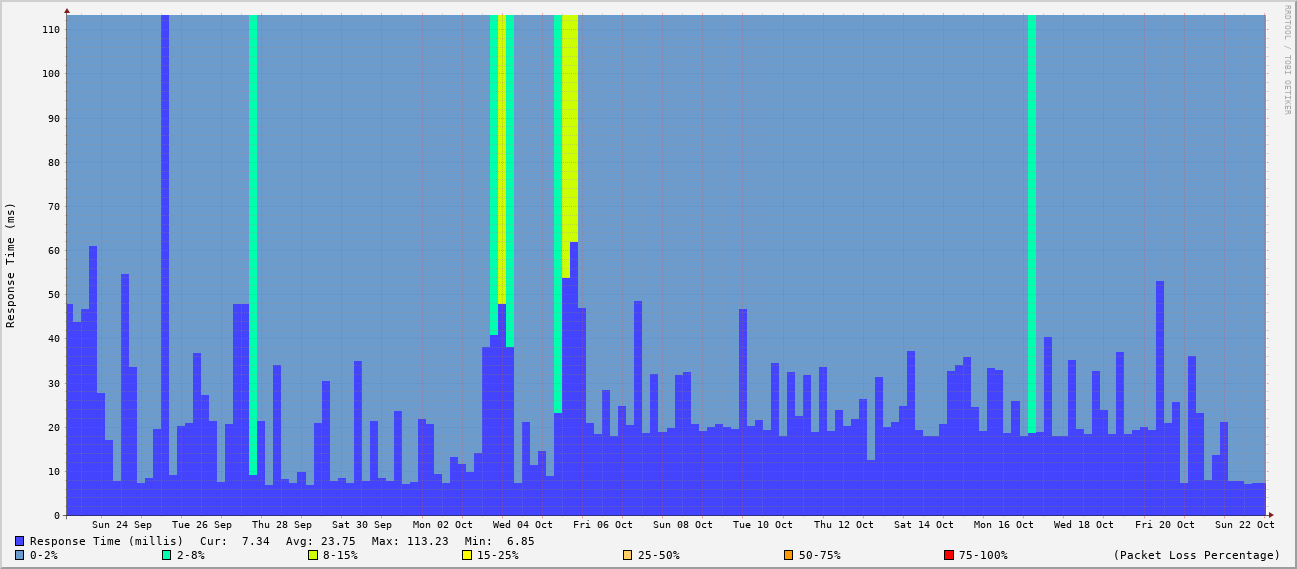 RRDTOOL / TOBI OETIKER
Response Time (ms)
110
100
90
80
70
60
50
40
30
20
10
0
Sun 24 Sep Tue 26 Sep Thu 28 Sep Sat 30 Sep Mon 02 Oct Wed 04 Oct Fri 06 Oct Sun 08 Oct Tue 10 Oct Thu 12 Oct Sat 14 Oct Mon 16 Oct Wed 18 Oct Fri 20 Oct Sun 22 Oct
Response Time (millis) Cur: 7.34 Avg: 23.75 Max: 113.23 Min: 6.85
0-2% 2-8% 8-15% 15-25% 25-50% 50-75% 75-100% (Packet Loss Percentage)